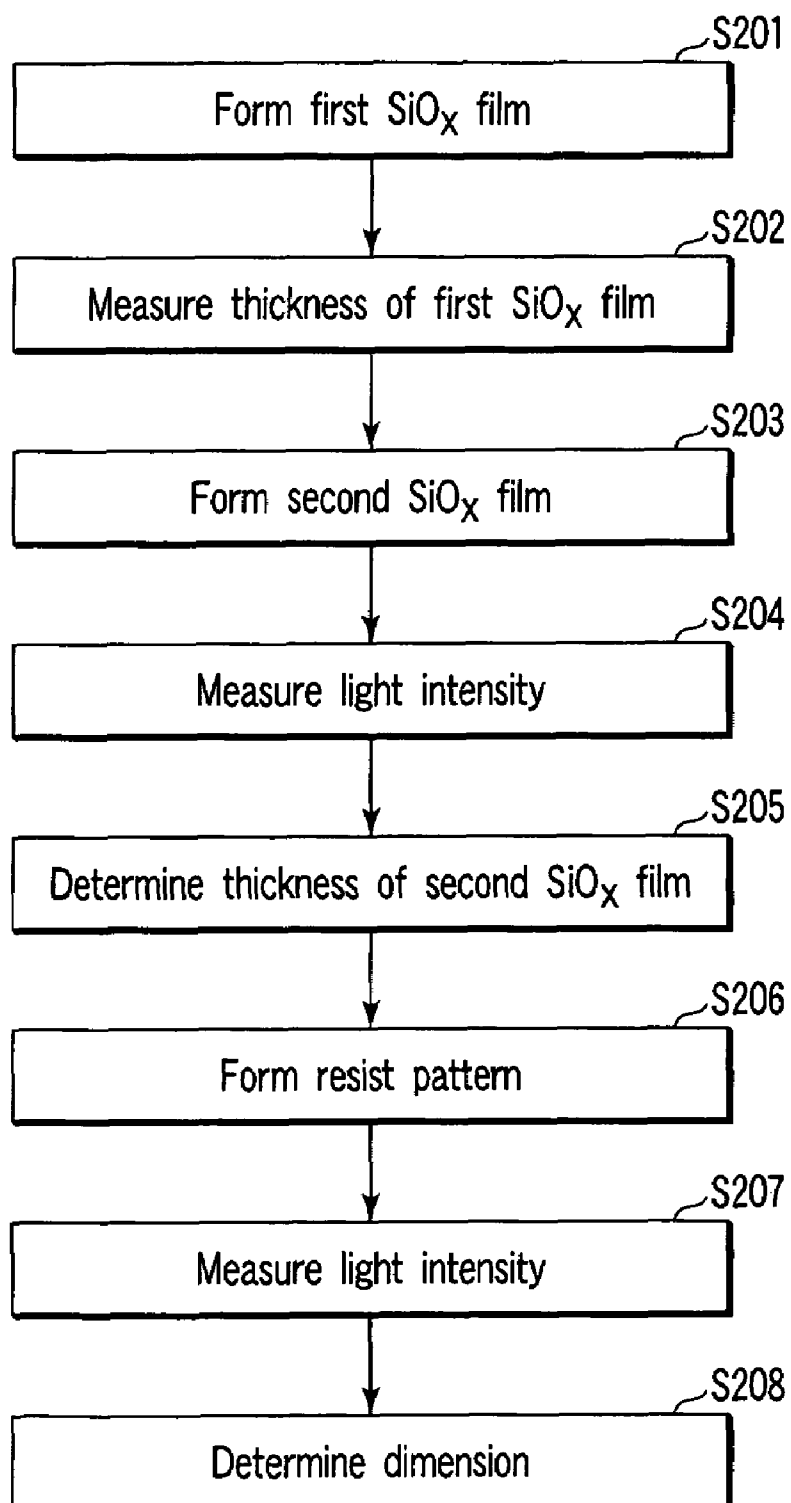 S201
Form first SiOX film
S202
Measure thickness of first SiOX film
S203
Form second SiOX film
S204
Measure light intensity
S205
Determine thickness of second SiOX film
S206
Form resist pattern
S207
Measure light intensity
S208
Determine dimension